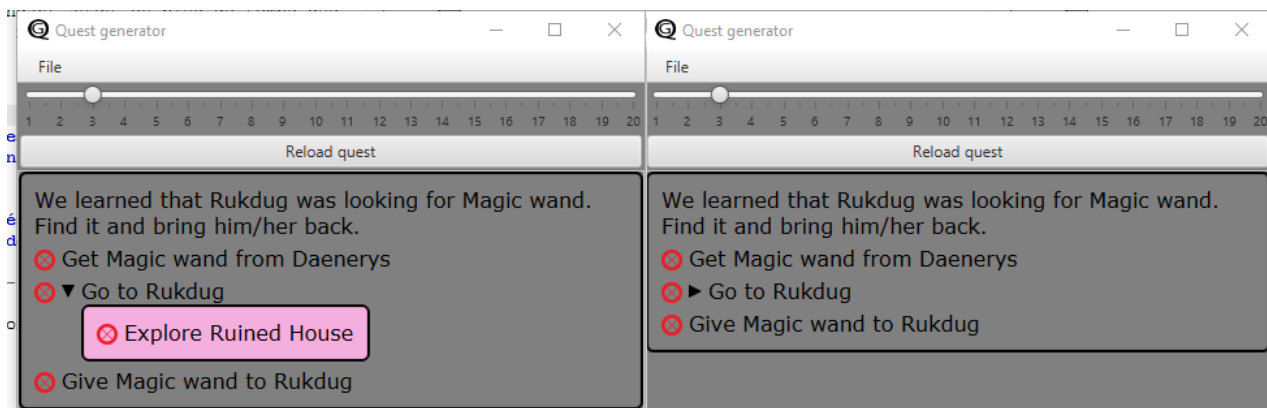 Quest generator
File
1 2 3 4 5 6 7 8 9 10 11 12 13 14 15 16 17 18 19 20
Reload quest
We learned that Rukdug was looking for Magic wand.
Find it and bring him/her back.
Get Magic wand from Daenerys
▼ Go to Rukdug
Explore Ruined House
Give Magic wand to Rukdug
Quest generator
File
1 2 3 4 5 6 7 8 9 10 11 12 13 14 15 16 17 18 19 20
Reload quest
We learned that Rukdug was looking for Magic wand.
Find it and bring him/her back.
Get Magic wand from Daenerys
► Go to Rukdug
Give Magic wand to Rukdug